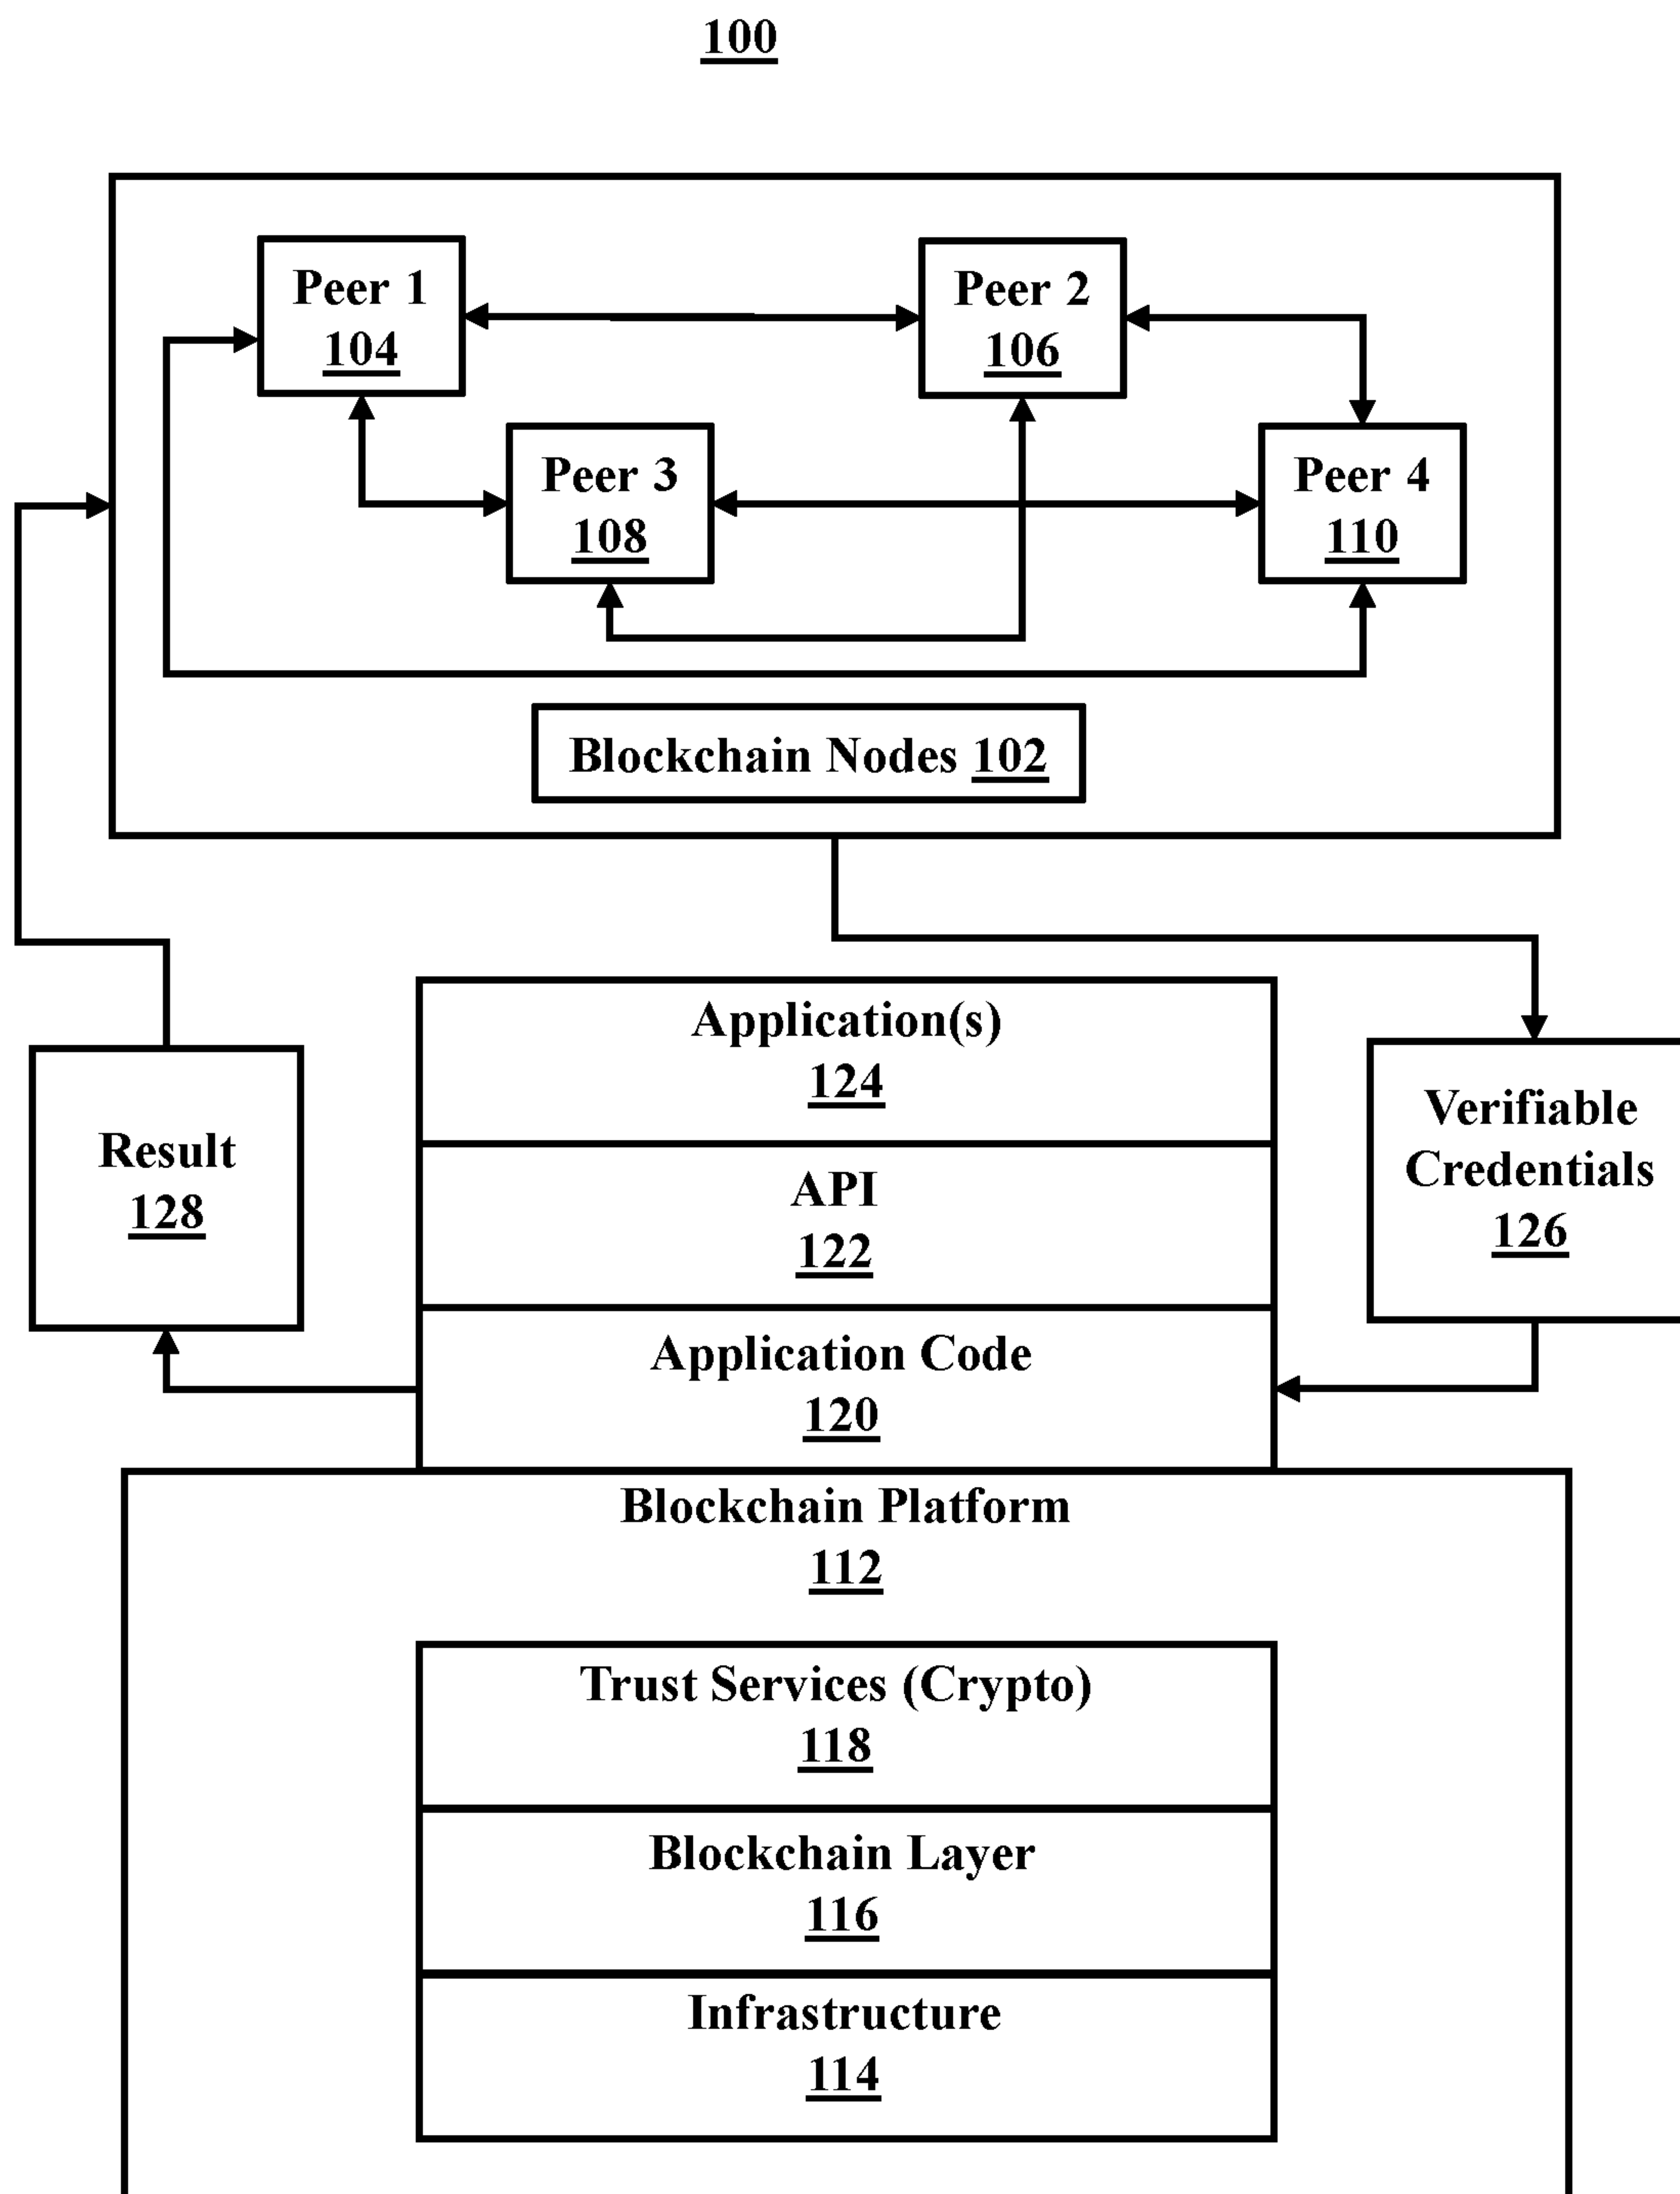 100
Peer 1
104
Peer 2
106
Peer 3
108
Peer 4
110
Blockchain Nodes 102
Application(s)
124
API
122
Application Code
120
Result
128
Verifiable
Credentials
126
Blockchain Platform
112
Trust Services (Crypto)
118
Blockchain Layer
116
Infrastructure
114